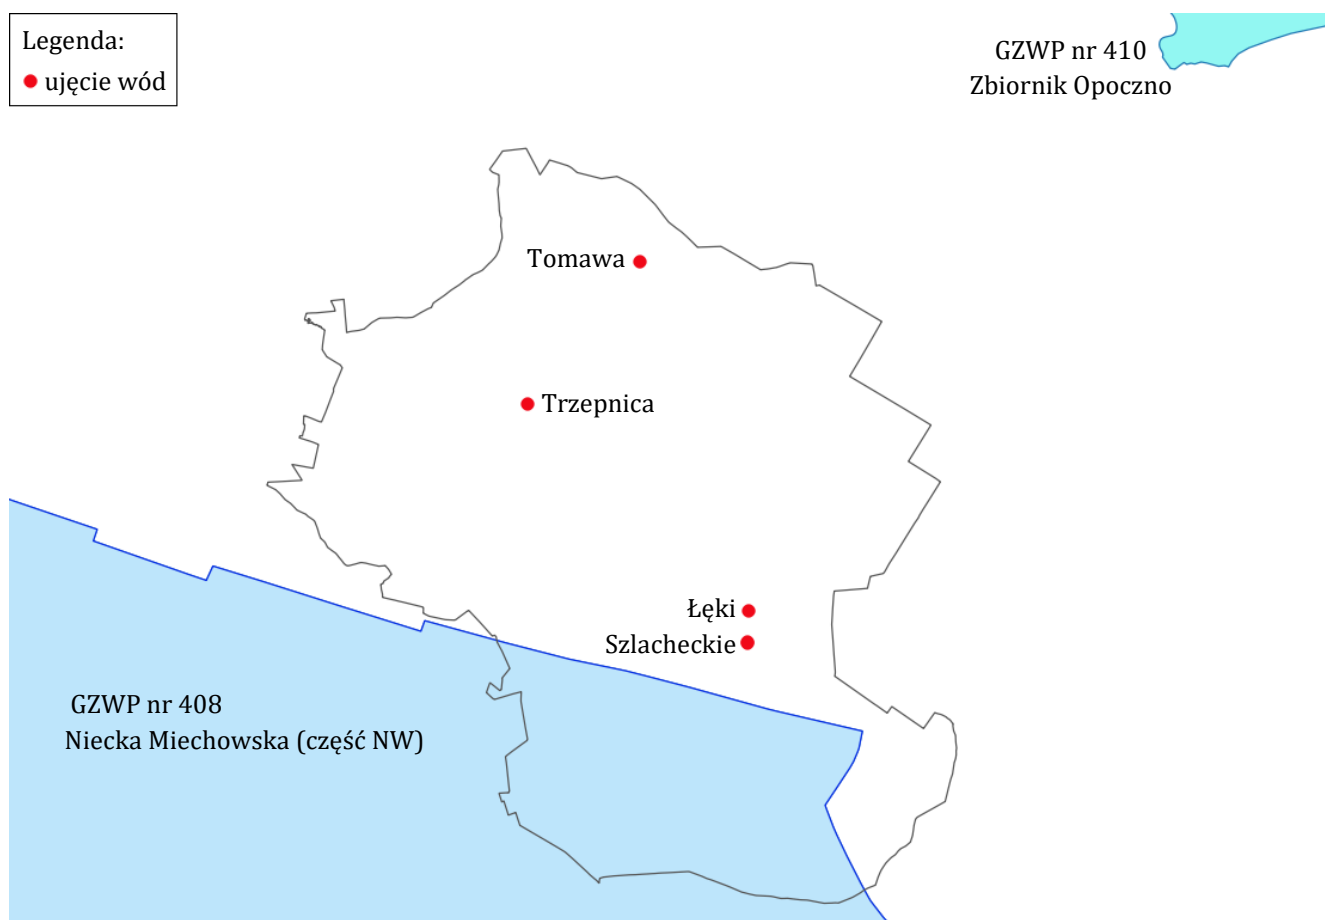 Legenda:
ujęcie wód
GZWP nr 410
Zbiornik Opoczno
Tomawa
Trzepnica
Łęki
Szlacheckie
GZWP nr 408
Niecka Miechowska (część NW)